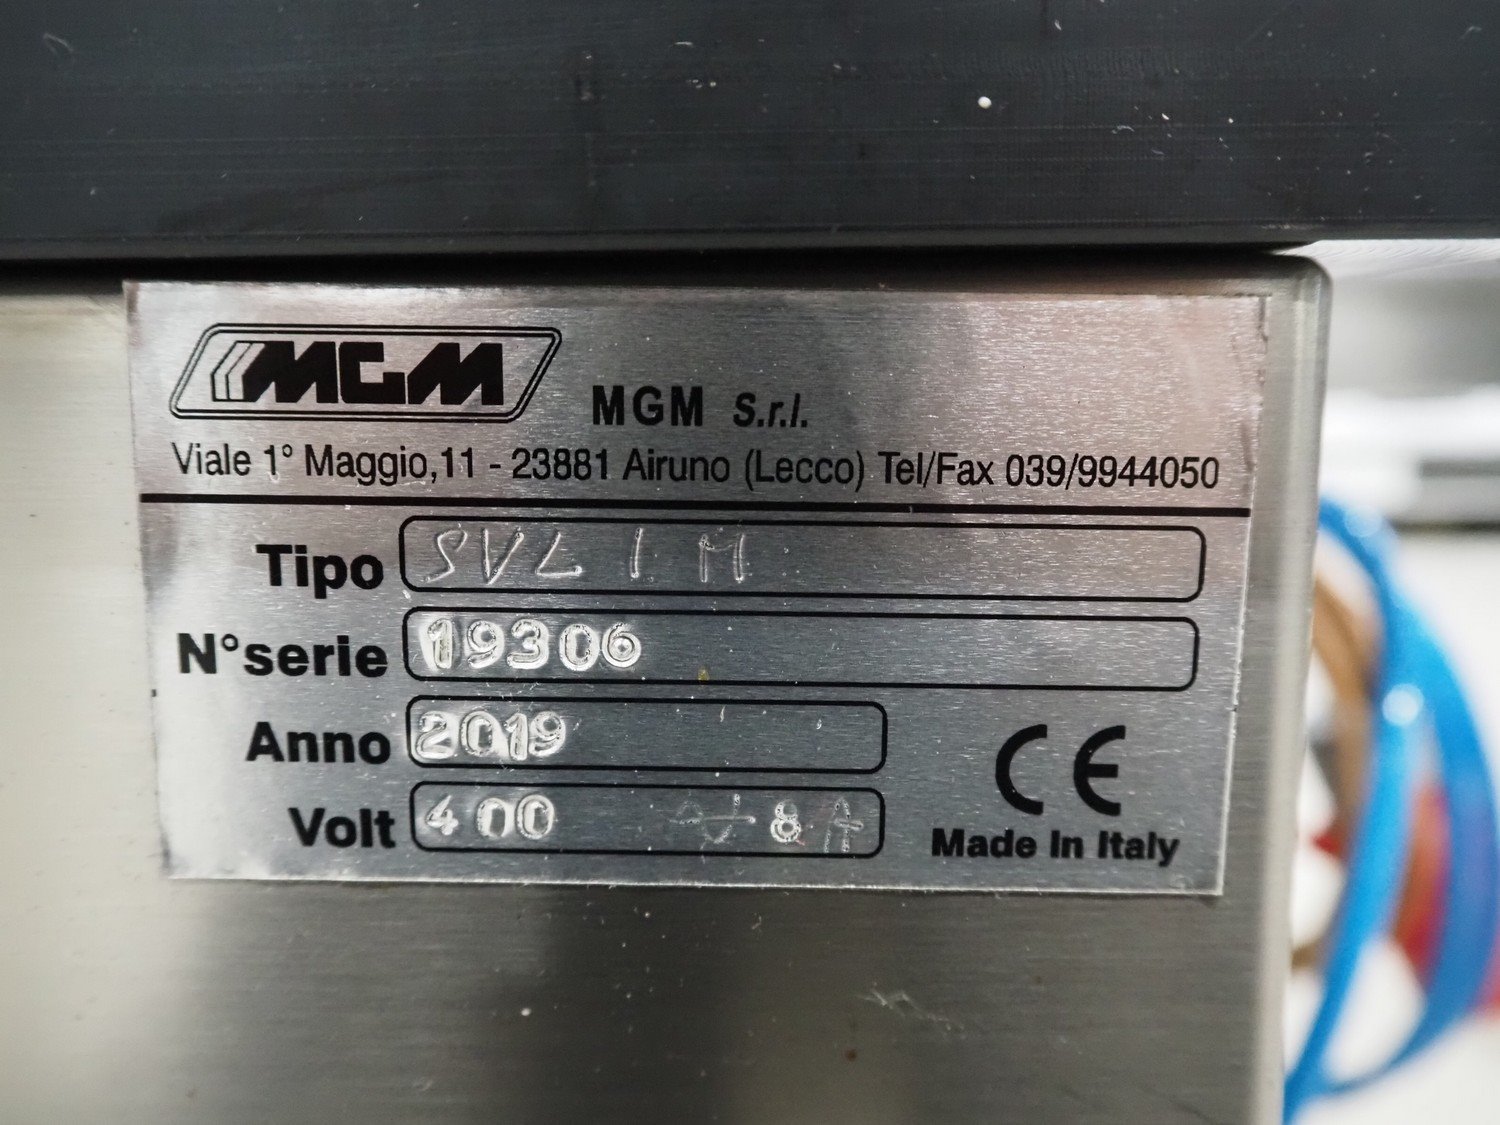 MGM
MGM S.r.l.
Viale 1° Maggio,11 - 23881 Airuno (Lecco) Tel/Fax 039/9944050
Tipo SVL 1 M
N°serie 19306
Anno 2019
Volt 400 8 A
CE
Made In Italy